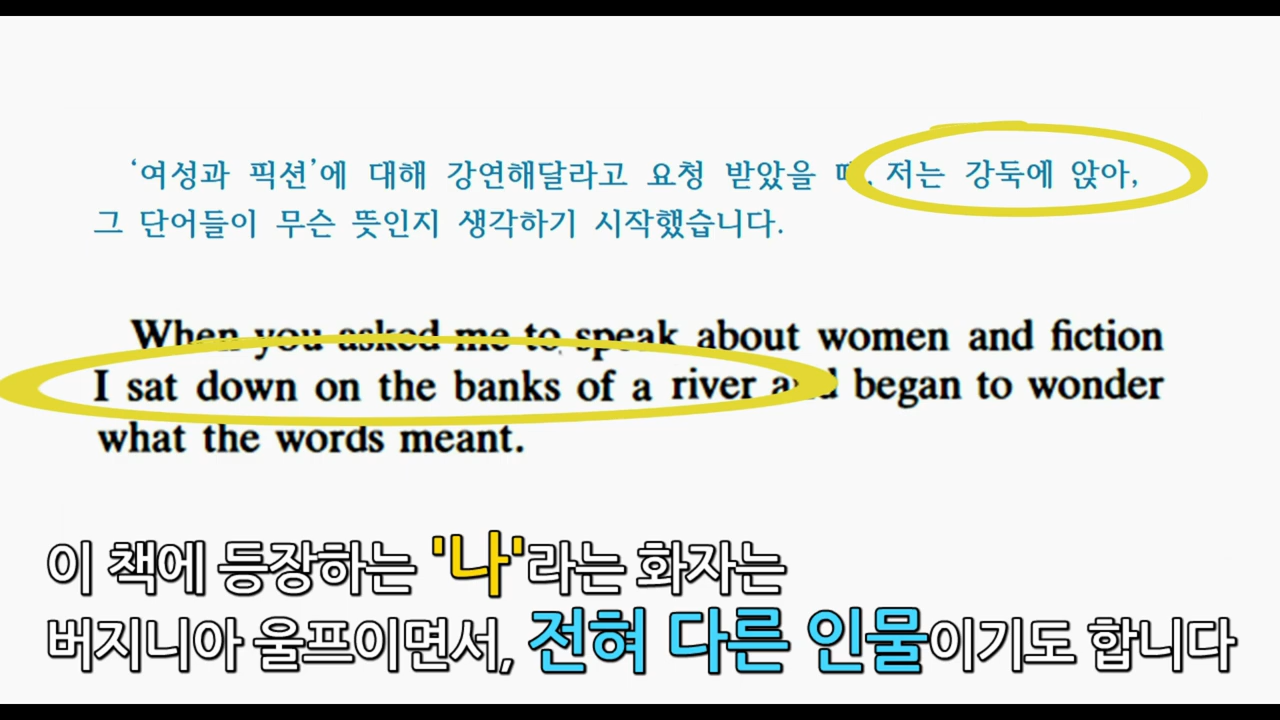 ‘여성과 픽션’에 대해 강연해달라고 요청 받았을 때, 저는 강둑에 앉아,
그 단어들이 무슨 뜻인지 생각하기 시작했습니다.
When you asked me to speak about women and fiction
I sat down on the banks of a river and began to wonder
what the words meant.
이 책에 등장하는 '나'라는 화자는
버지니아 울프이면서, 전혀 다른 인물이기도 합니다